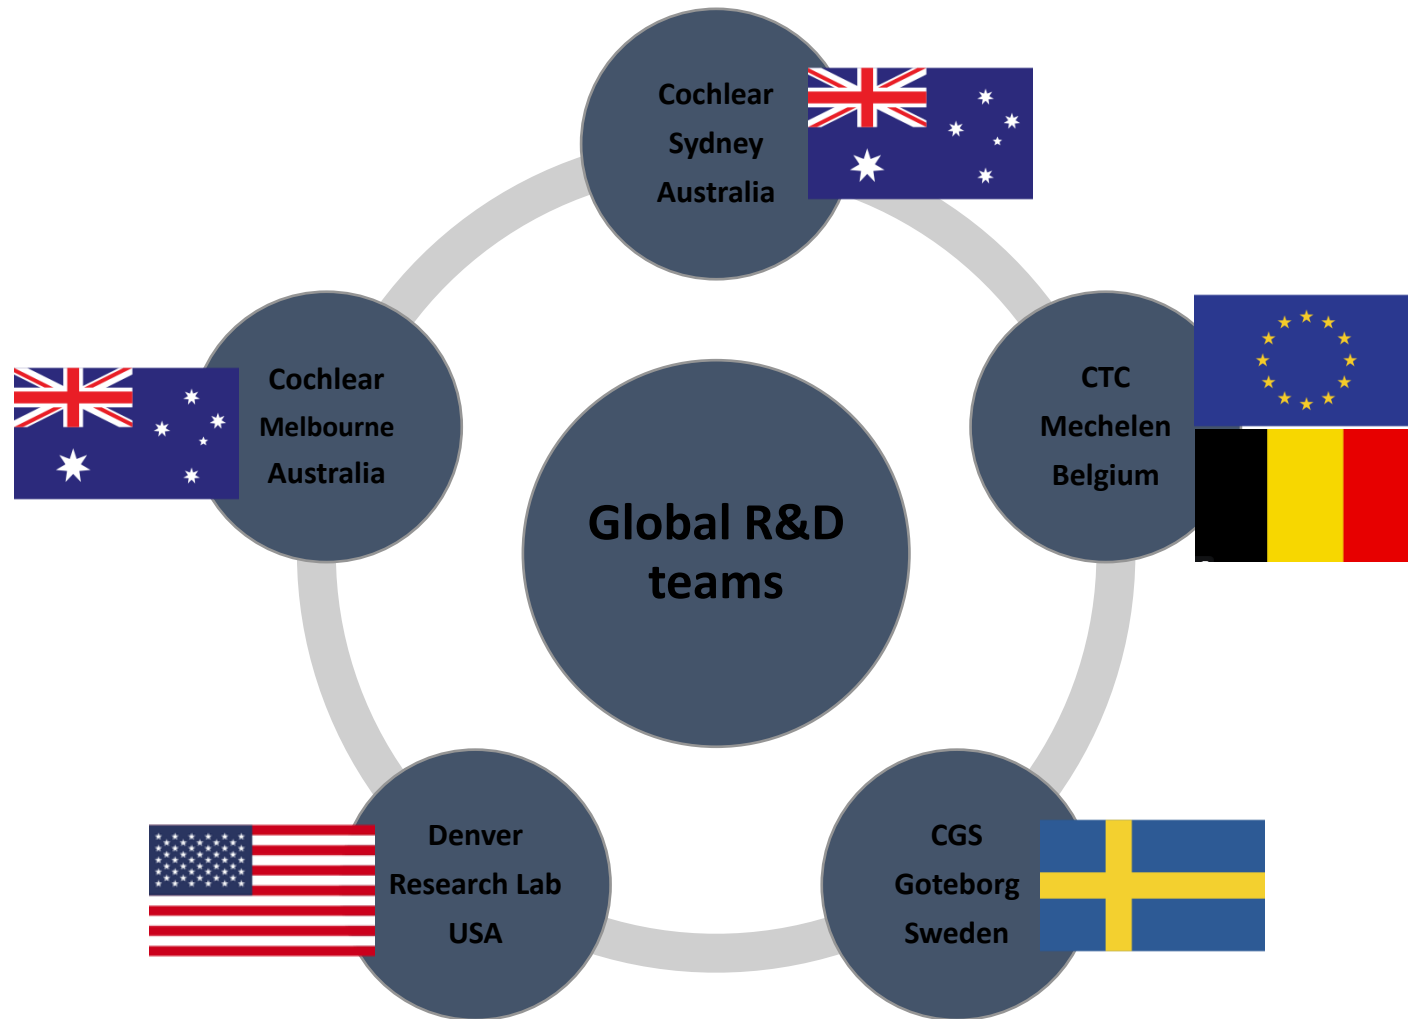 Cochlear
Sydney
Australia
CTC
Mechelen
Belgium
CGS
Goteborg
Sweden
Denver
Research Lab
USA
Cochlear
Melbourne
Australia
Global R&D
teams